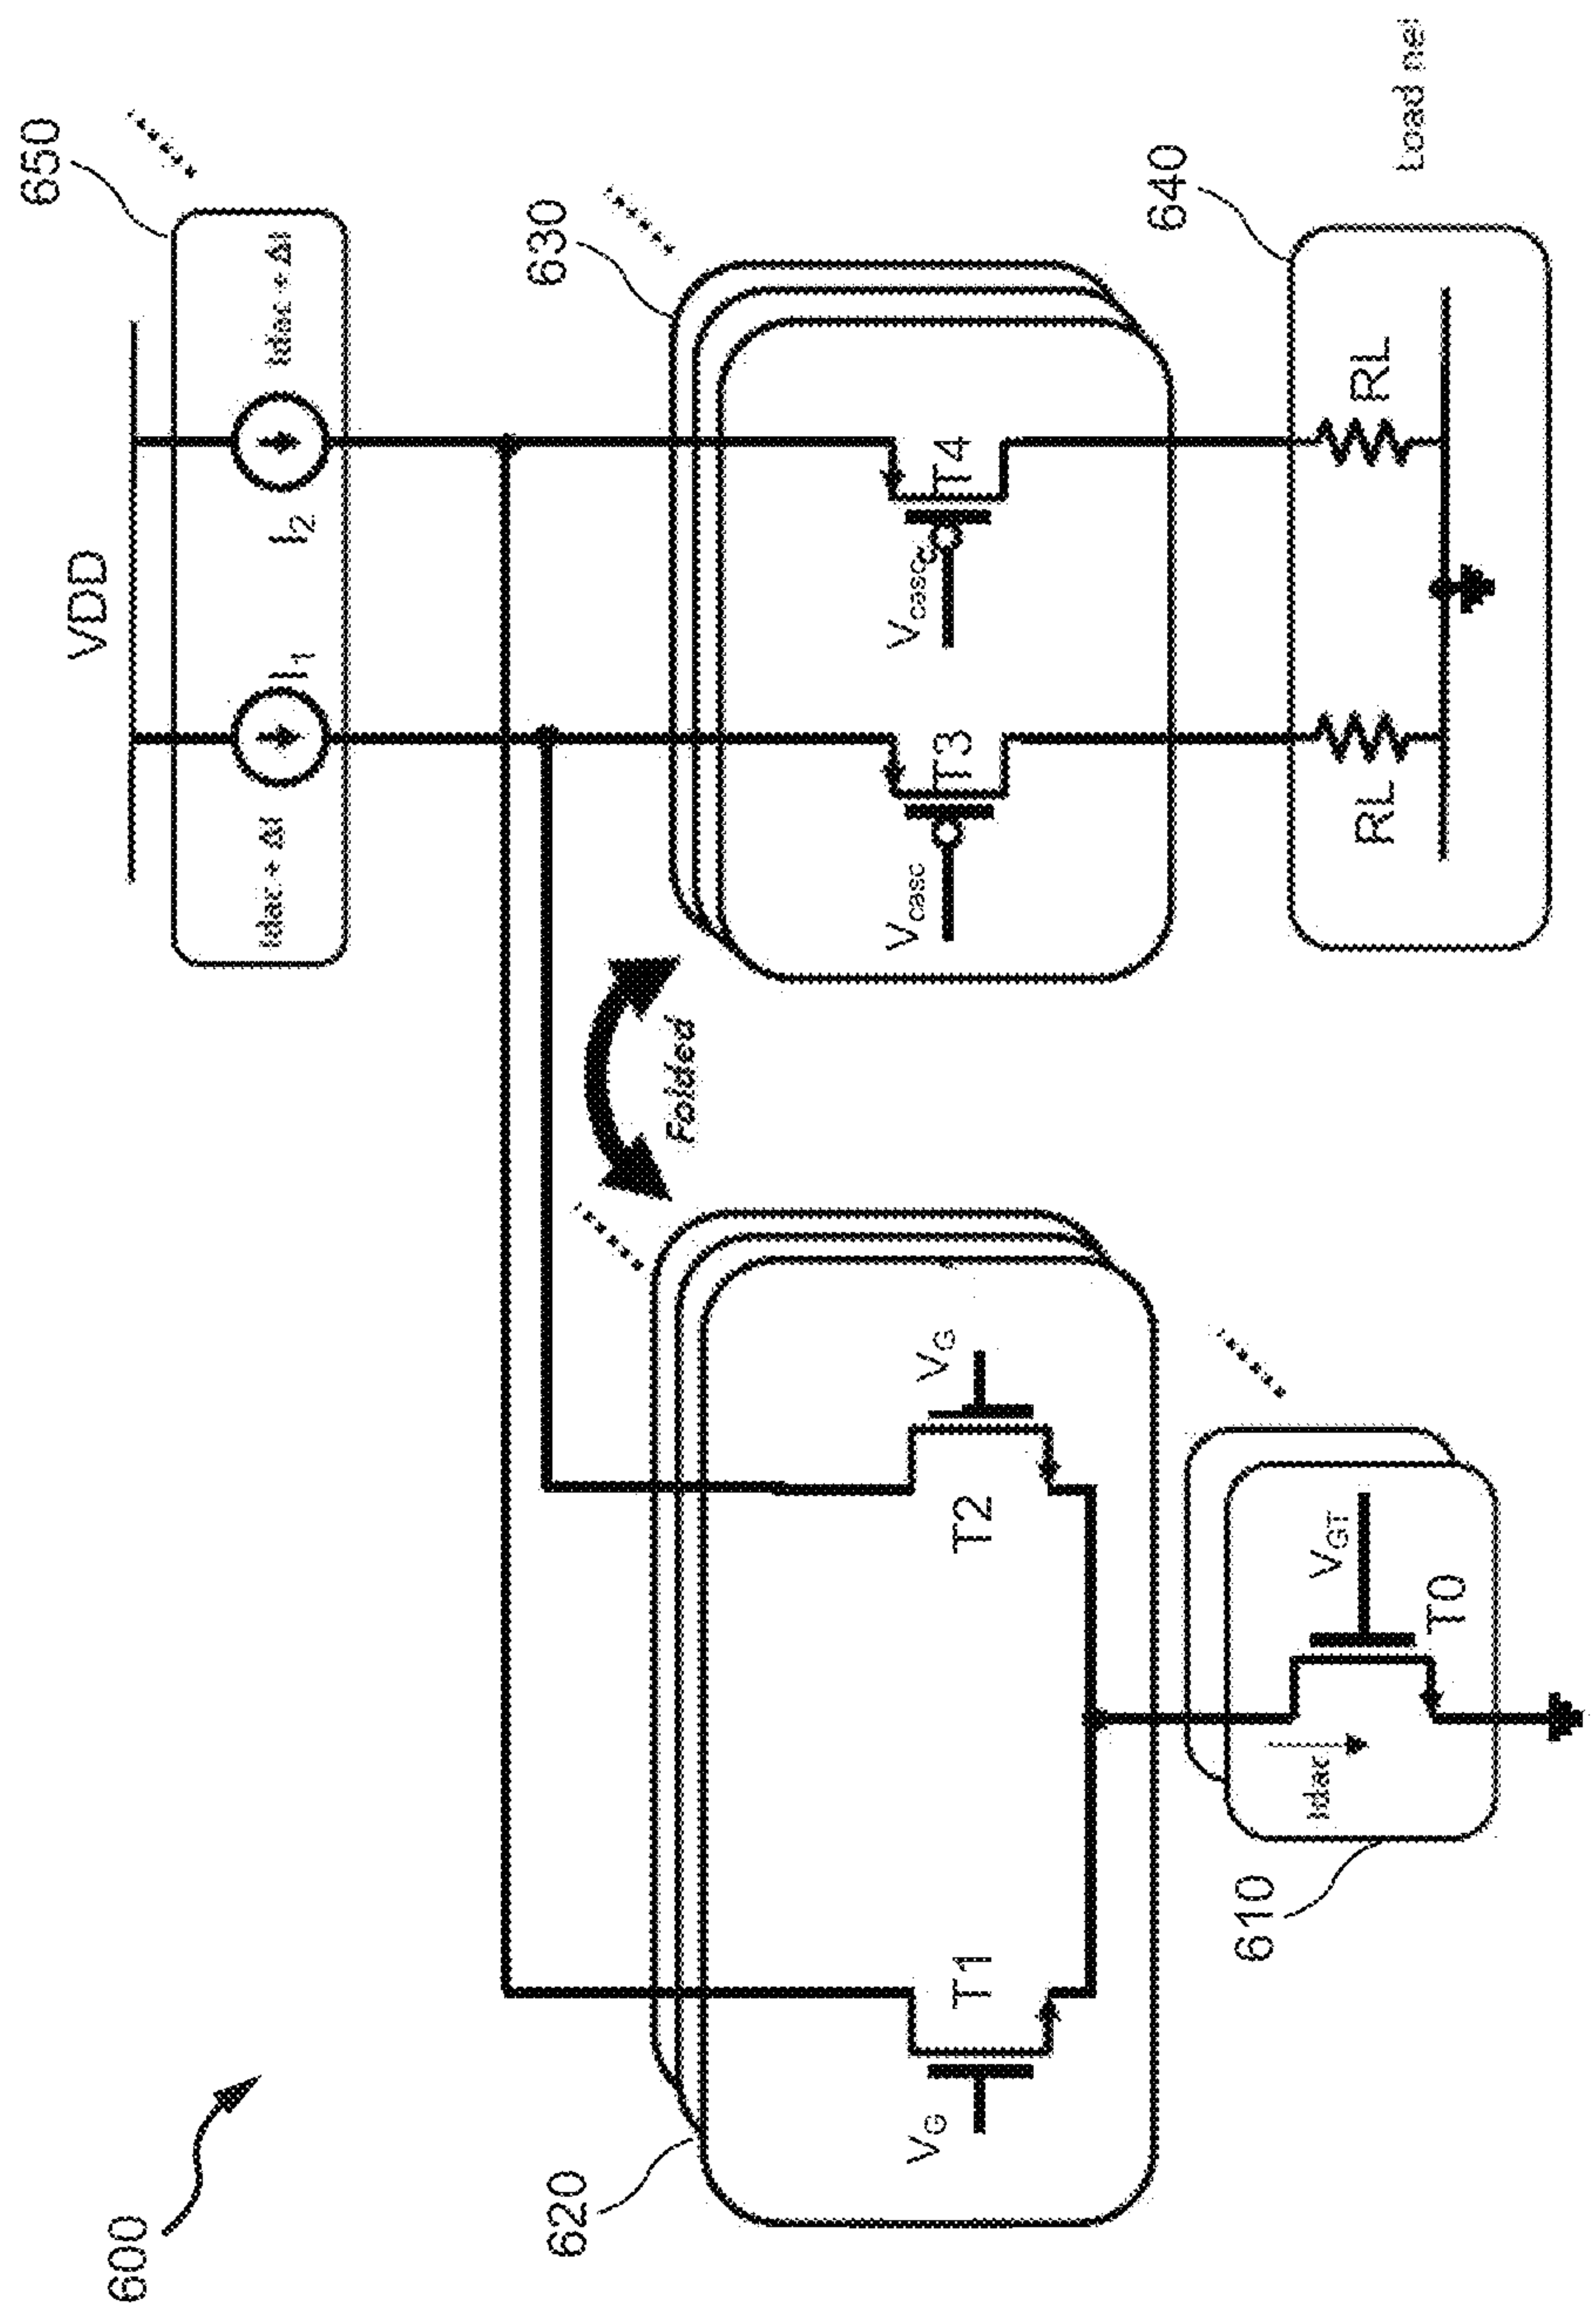 600
VDD
650
Idac + ΔI
I1
I2
Idac + ΔI
620
Folded
630
VG
T1
T2
VG
Vcasc
T3
Vcasc
T4
610
Idac
VGT
T0
640
RL
RL
Load net